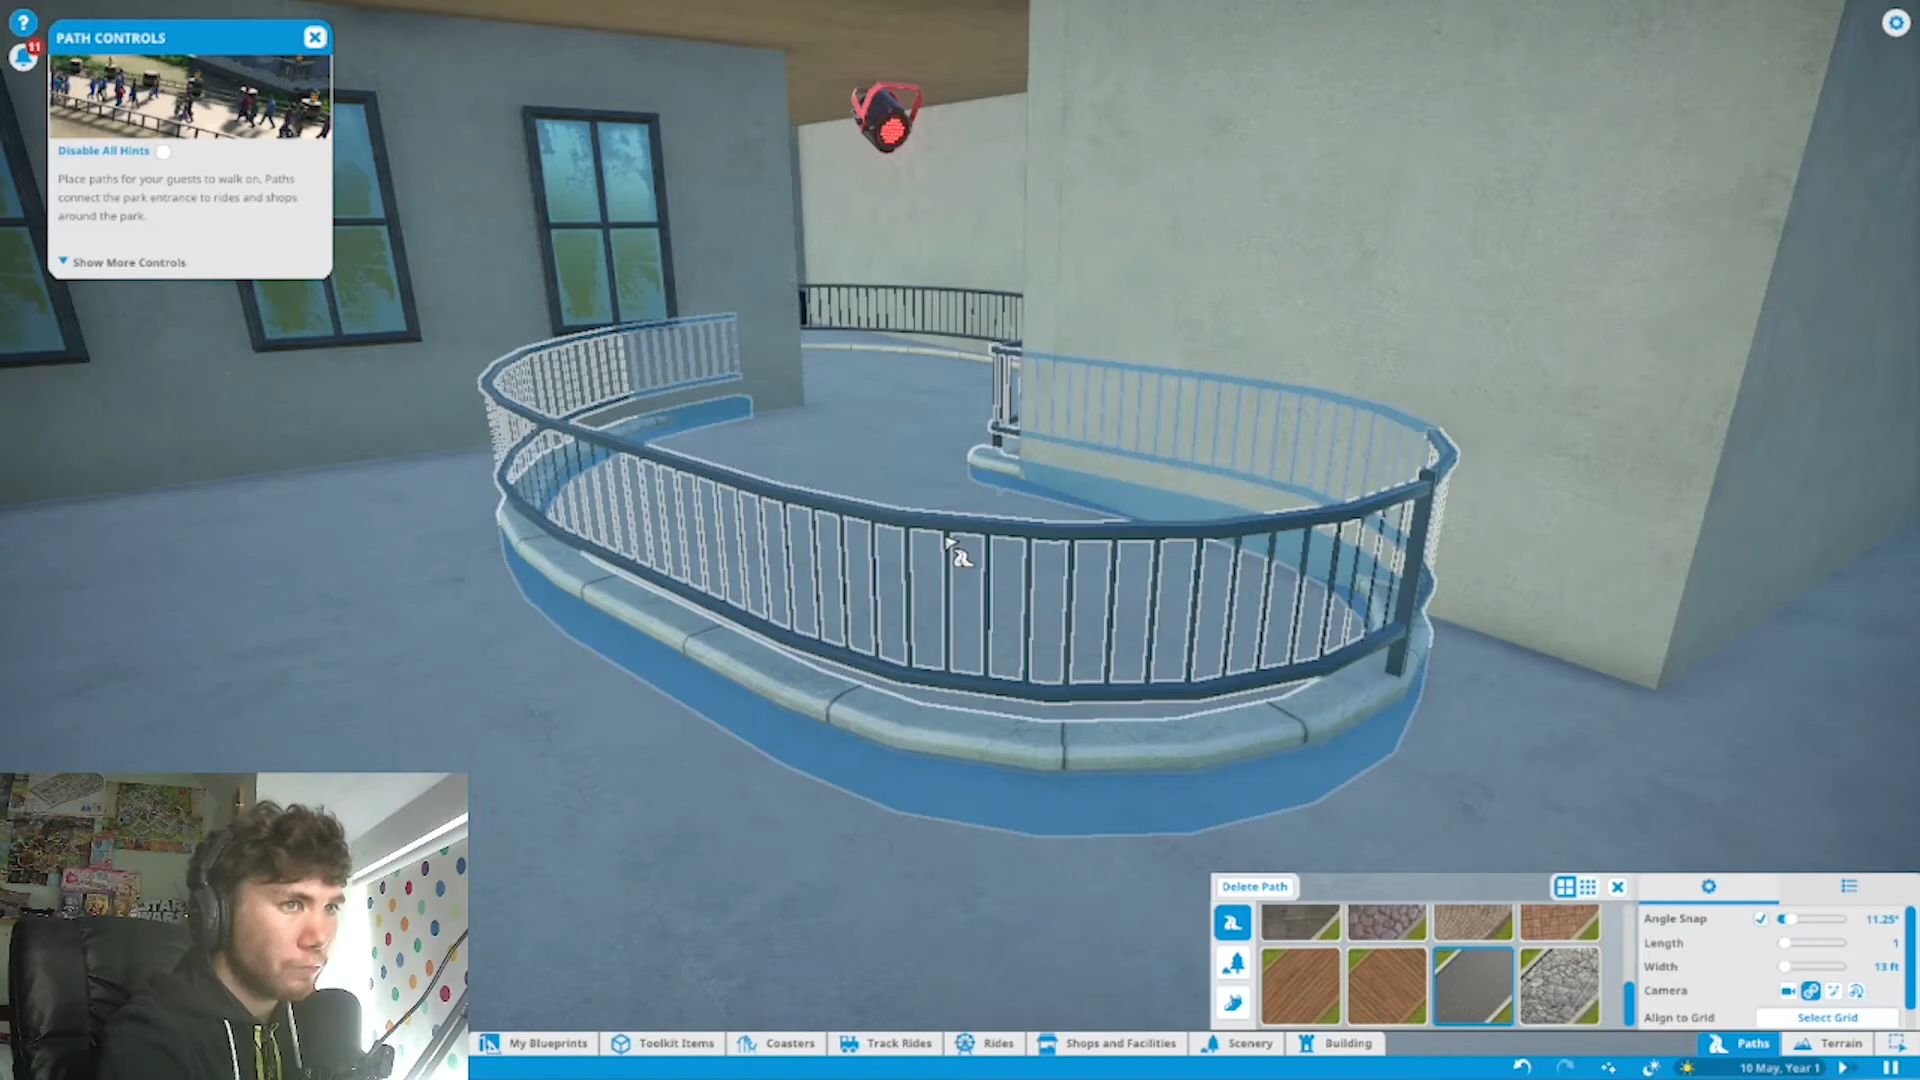 ?
11
PATH CONTROLS
Disable All Hints
Place paths for your guests to walk on. Paths
connect the park entrance to rides and shops
around the park.
Show More Controls
STAR
WARS
Delete Path
Angle Snap 11.25°
Length 1
Width 13 ft
Camera
Align to Grid Select Grid
My Blueprints Toolkit Items Coasters Track Rides Rides Shops and Facilities Scenery Building Paths Terrain
10 May, Year 1